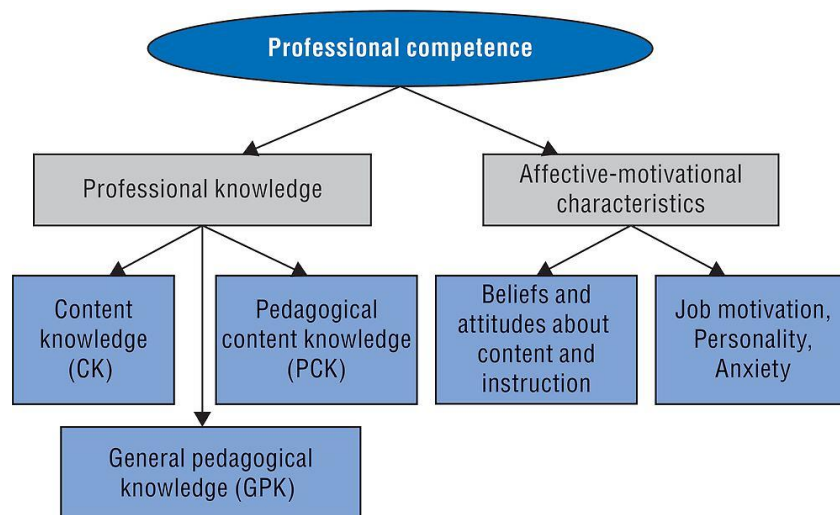 Professional competence
Professional knowledge
Affective-motivational
characteristics
Content
knowledge
(CK)
Pedagogical
content knowledge
(PCK)
Beliefs and
attitudes about
content and
instruction
Job motivation,
Personality,
Anxiety
General pedagogical
knowledge (GPK)